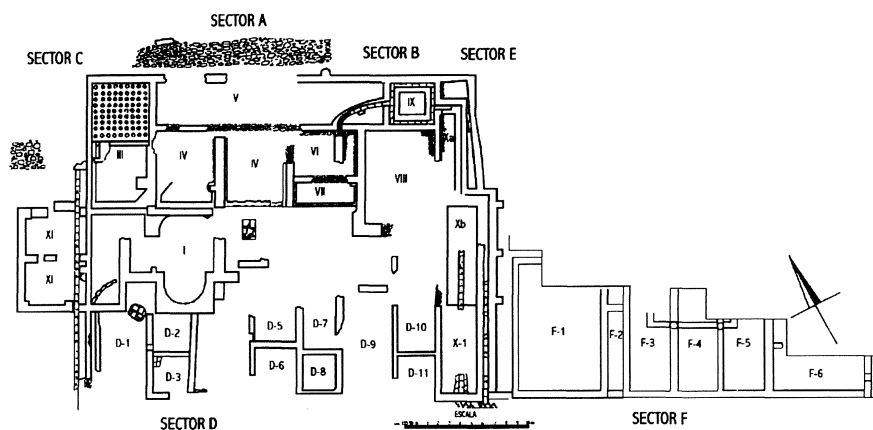 SECTOR A
SECTOR C
SECTOR B
SECTOR E
V
IX
Xa
III
IV
IV
VI
VII
VIII
XI
I
Xb
XI
D-1
D-2
D-3
D-5
D-6
D-7
D-8
D-9
D-10
D-11
X-1
F-1
F-2
F-3
F-4
F-5
F-6
SECTOR D
ESCALA
SECTOR F